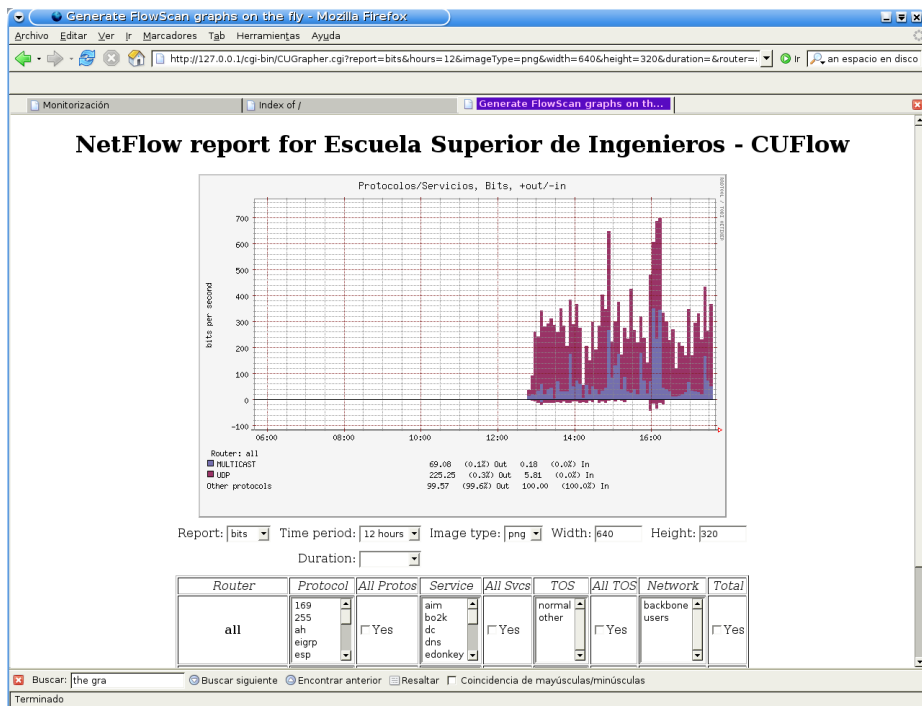 Generate FlowScan graphs on the fly - Mozilla Firefox
Archivo Editar Ver Ir Marcadores Tab Herramientas Ayuda
http://127.0.0.1/cgi-bin/CUGrapher.cgi?report=bits&hours=12&imageType=png&width=640&height=320&duration=&router=
Ir
an espacio en disco
Monitorización
Index of /
Generate FlowScan graphs on th...
NetFlow report for Escuela Superior de Ingenieros - CUFlow
Protocolos/Servicios, Bits, +out/-in
RRDTOOL / TOBI OETIKER
bits per second
700
600
500
400
300
200
100
0
-100
06:00 08:00 10:00 12:00 14:00 16:00
Router: all
MULTICAST 69.08 (0.1%) Out 0.18 (0.0%) In
UDP 225.25 (0.3%) Out 5.81 (0.0%) In
Other protocols 99.57 (99.6%) Out 100.00 (100.0%) In
Report: bits Time period: 12 hours Image type: png Width: 640 Height: 320
Duration:
Router Protocol All Protos Service All Svcs TOS All TOS Network Total
all
169
255
ah
eigrp
esp
Yes
aim
bo2k
dc
dns
edonkey
Yes
normal
other
Yes
backbone
users
Yes
Buscar: the gra Buscar siguiente Encontrar anterior Resaltar Coincidencia de mayúsculas/minúsculas
Terminado